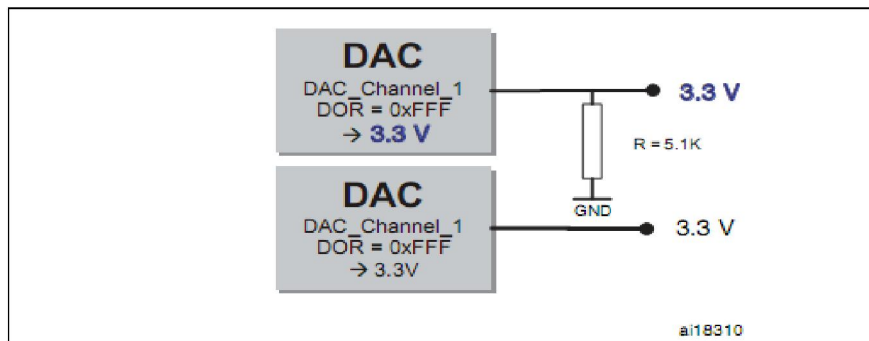 DAC
DAC_Channel_1
DOR = 0xFFF
→ 3.3 V
3.3 V
R = 5.1K
GND
DAC
DAC_Channel_1
DOR = 0xFFF
→ 3.3V
3.3 V
ai18310